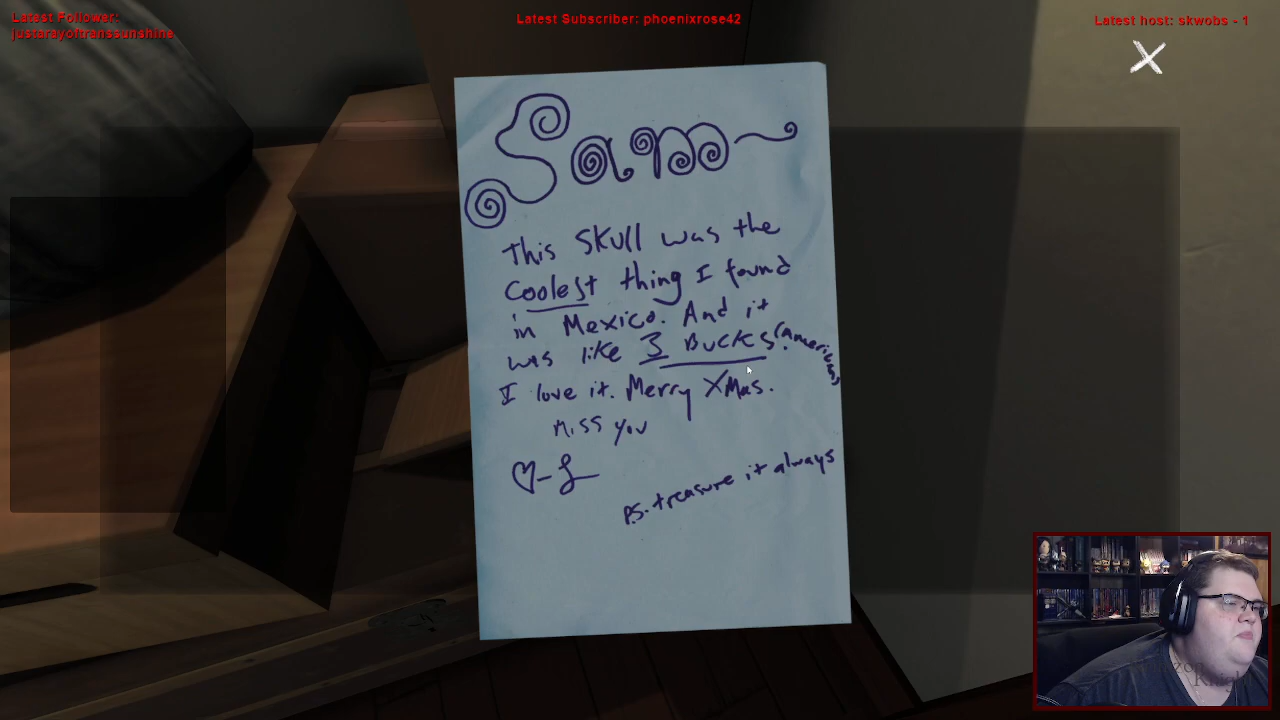 Latest Follower:
justarayoftranssunshine
Latest Subscriber: phoenixrose42
Latest host: skwobs - 1
Sam
This Skull was the
Coolest thing I found
in Mexico. And it
was like 3 Bucks. (American)
I love it. Merry XMas.
Miss you
♡-L
P.S. treasure it always